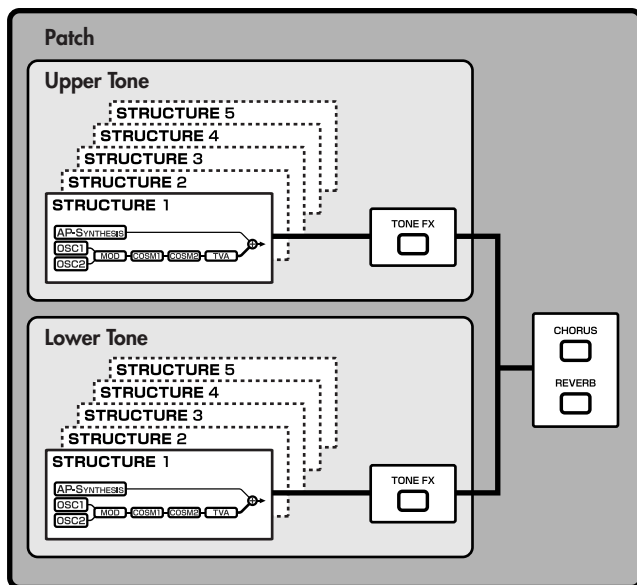 Patch
Upper Tone
STRUCTURE 5
STRUCTURE 4
STRUCTURE 3
STRUCTURE 2
STRUCTURE 1
AP-SYNTHESIS
OSC1
OSC2
MOD COSM1 COSM2 TVA
TONE FX
CHORUS
REVERB
Lower Tone
STRUCTURE 5
STRUCTURE 4
STRUCTURE 3
STRUCTURE 2
STRUCTURE 1
AP-SYNTHESIS
OSC1
OSC2
MOD COSM1 COSM2 TVA
TONE FX